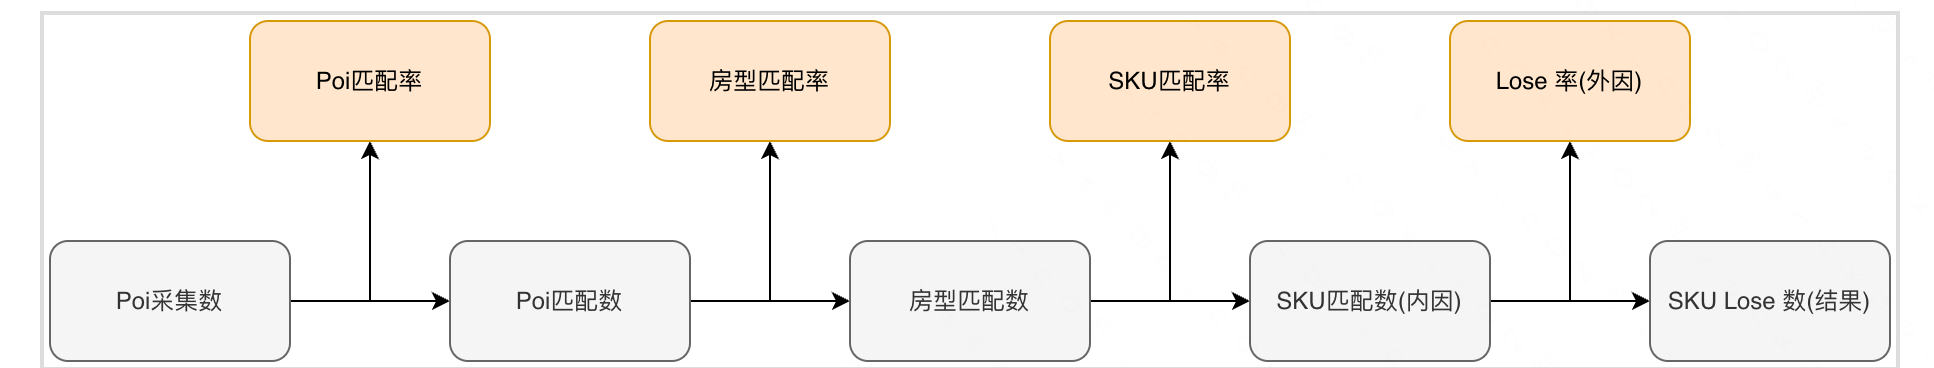 Poi匹配率
房型匹配率
SKU匹配率
Lose 率(外因)
Poi采集数
Poi匹配数
房型匹配数
SKU匹配数(内因)
SKU Lose 数(结果)